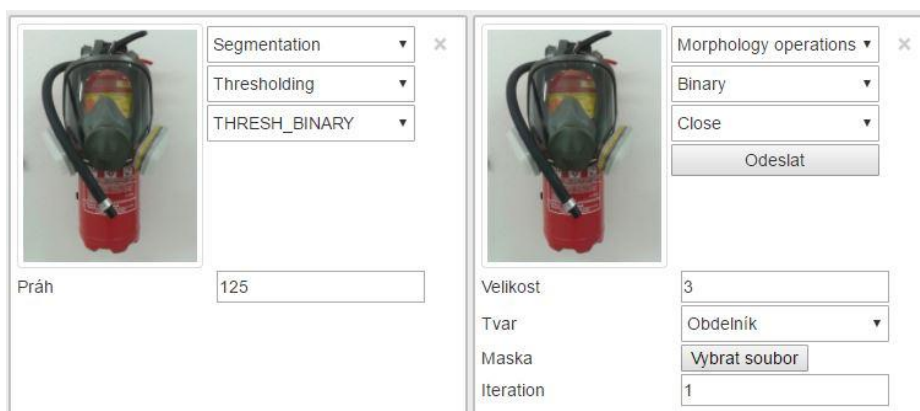 Segmentation
×
Thresholding
THRESH_BINARY
Práh
125
Morphology operations
×
Binary
Close
Odeslat
Velikost
3
Tvar
Obdelník
Maska
Vybrat soubor
Iteration
1